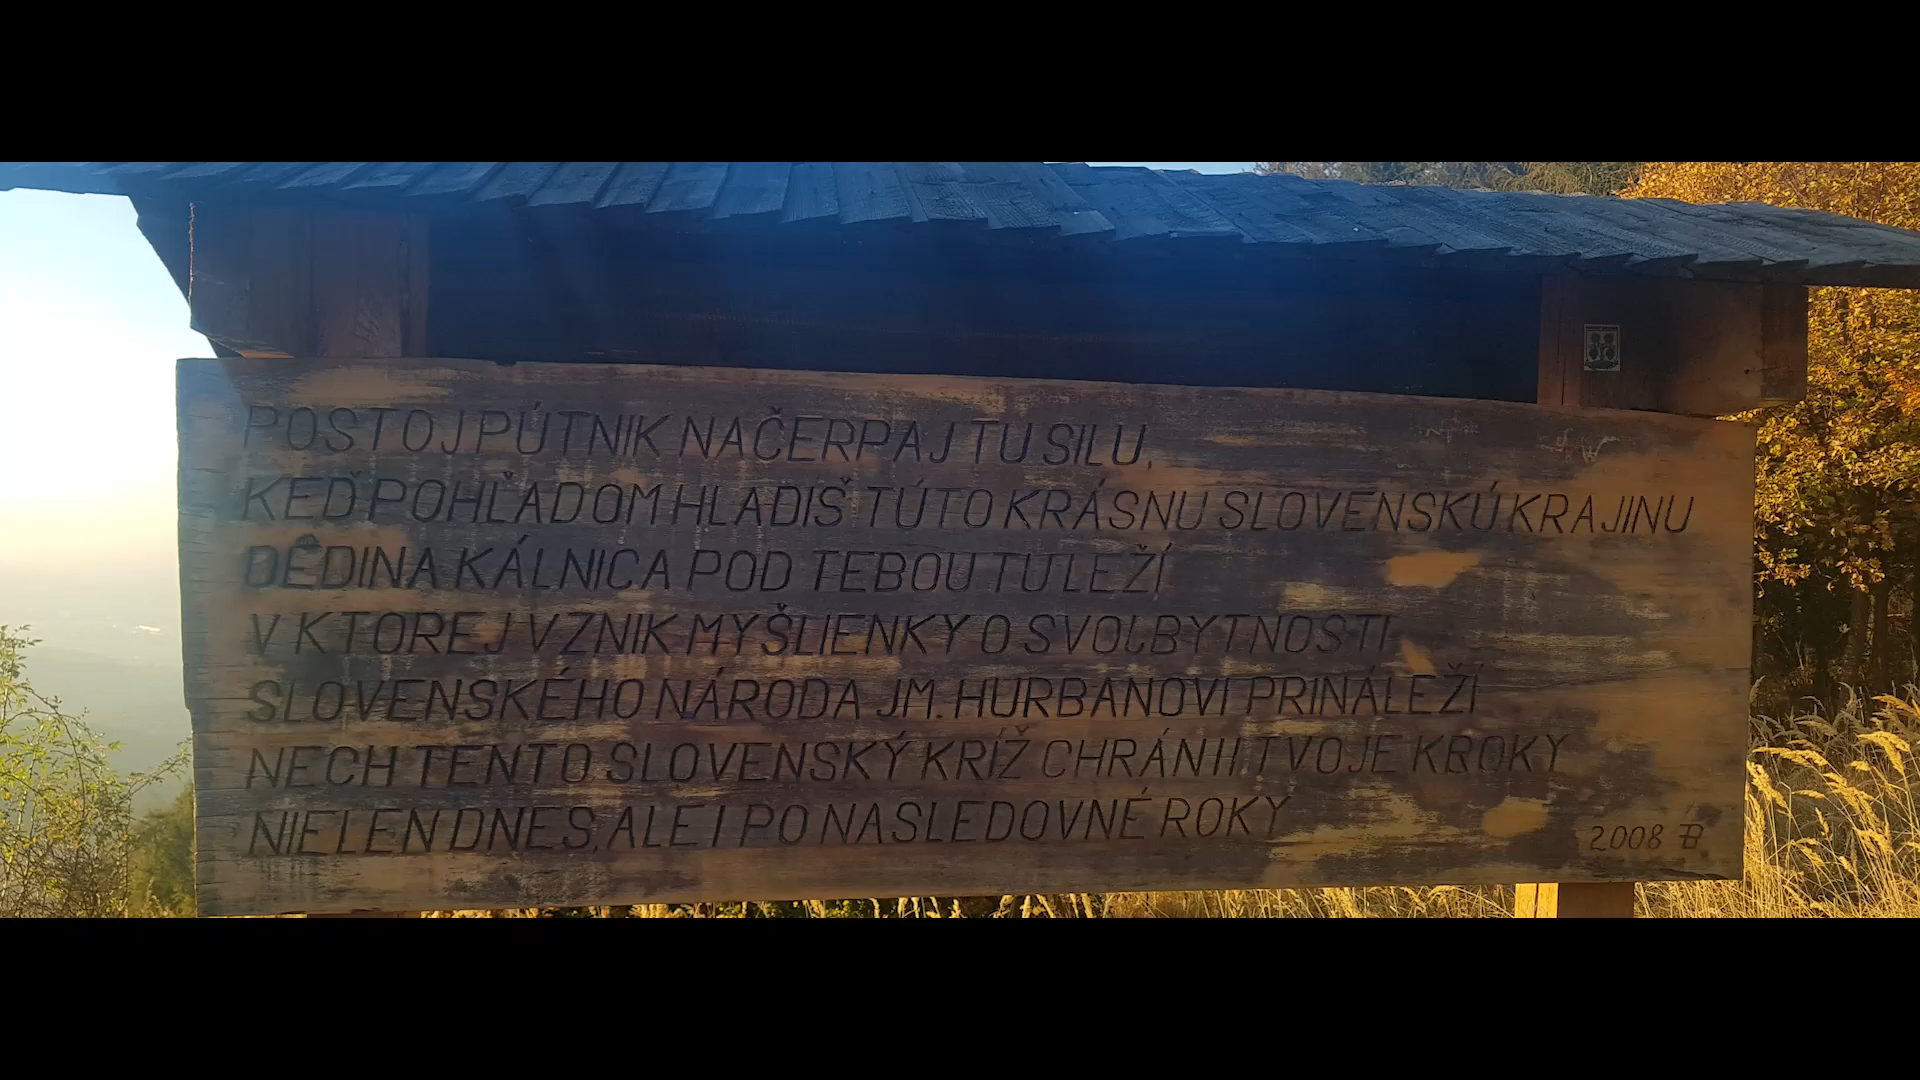 POSTOJ PÚTNIK NAČERPAJ TU SILU,
KEĎ POHĽADOM HLADIŠ TÚTO KRÁSNU SLOVENSKÚ KRAJINU
DĚDINA KÁLNICA POD TEBOU TU LEŽÍ
V KTOREJ VZNIK MYŠLIENKY O SVOJBYTNOSTI
SLOVENSKÉHO NÁRODA JM. HURBANOVI PRINÁLEŽÍ
NECH TENTO SLOVENSKÝ KRÍŽ CHRÁNI TVOJE KROKY
NIELEN DNES, ALE I PO NASLEDOVNÉ ROKY
2008